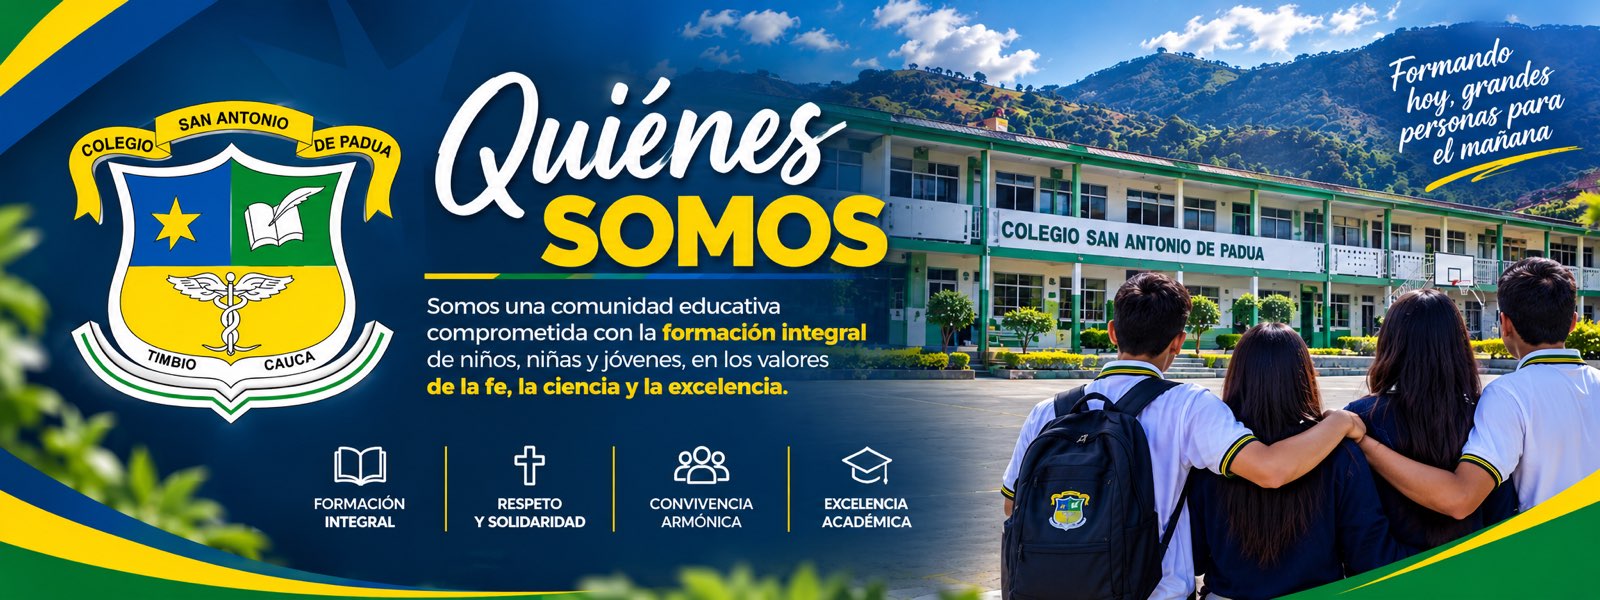 COLEGIO SAN ANTONIO DE PADUA
TIMBIO CAUCA
Quiénes
SOMOS
Somos una comunidad educativa
comprometida con la formación integral
de niños, niñas y jóvenes, en los valores
de la fe, la ciencia y la excelencia.
FORMACIÓN
INTEGRAL
RESPETO
Y SOLIDARIDAD
CONVIVENCIA
ARMÓNICA
EXCELENCIA
ACADÉMICA
COLEGIO SAN ANTONIO DE PADUA
Formando
hoy, grandes
personas para
el mañana